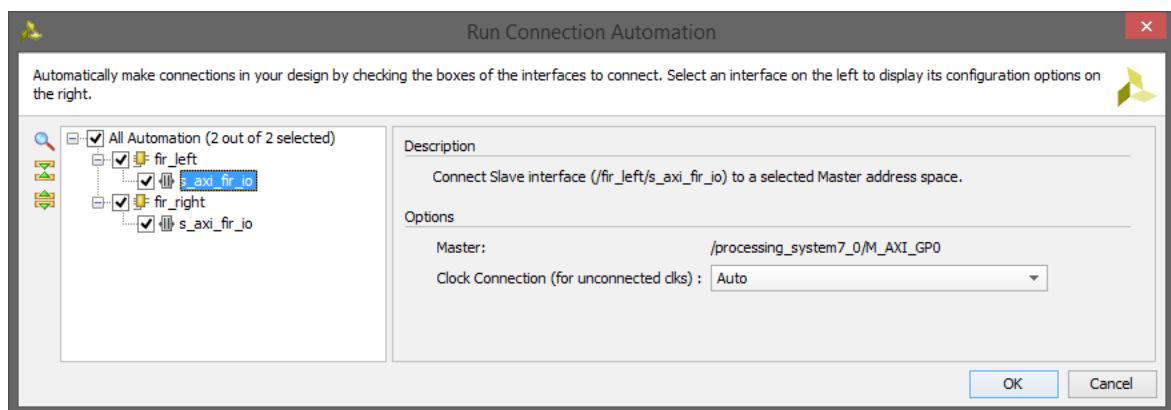 Run Connection Automation
Automatically make connections in your design by checking the boxes of the interfaces to connect. Select an interface on the left to display its configuration options on
the right.
All Automation (2 out of 2 selected)
fir_left
s_axi_fir_io
fir_right
s_axi_fir_io
Description
Connect Slave interface (/fir_left/s_axi_fir_io) to a selected Master address space.
Options
Master: /processing_system7_0/M_AXI_GP0
Clock Connection (for unconnected clks) : Auto
OK Cancel